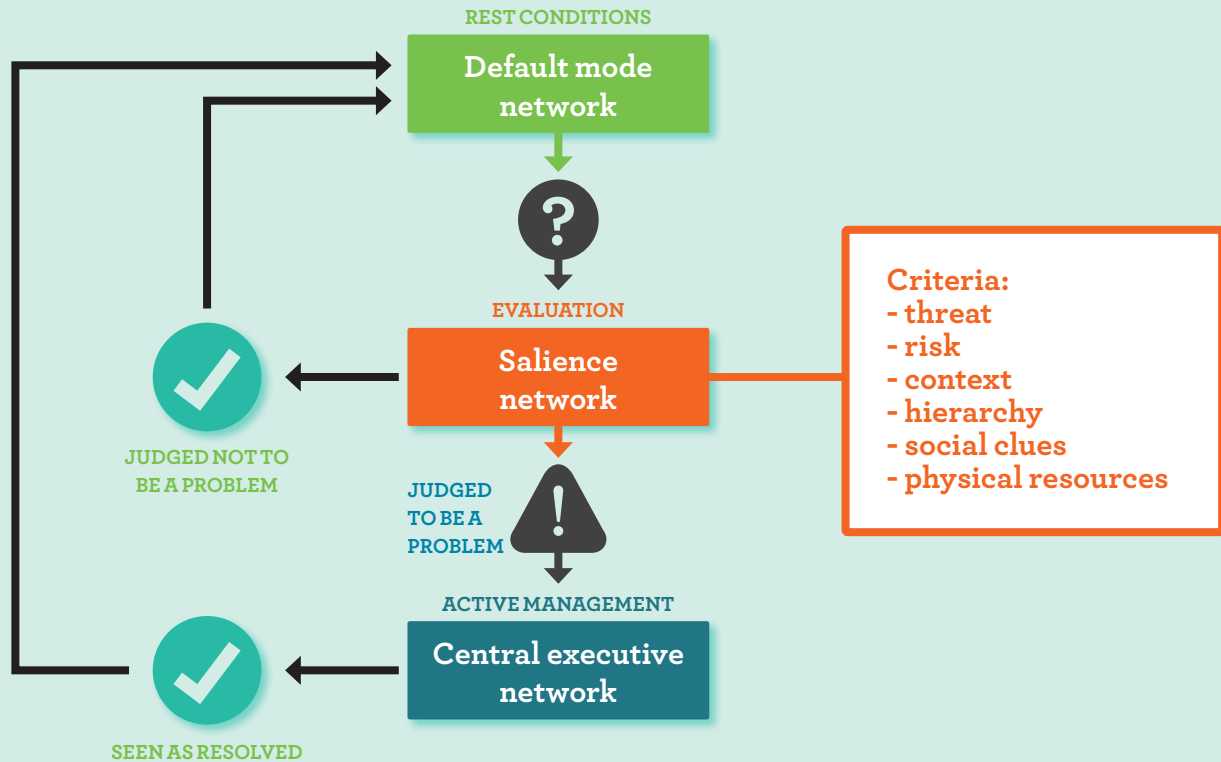 REST CONDITIONS
Default mode
network
?
EVALUATION
Salience
network
Criteria:
- threat
- risk
- context
- hierarchy
- social clues
- physical resources
JUDGED NOT TO
BE A PROBLEM
JUDGED
TO BE A
PROBLEM
!
ACTIVE MANAGEMENT
Central executive
network
SEEN AS RESOLVED